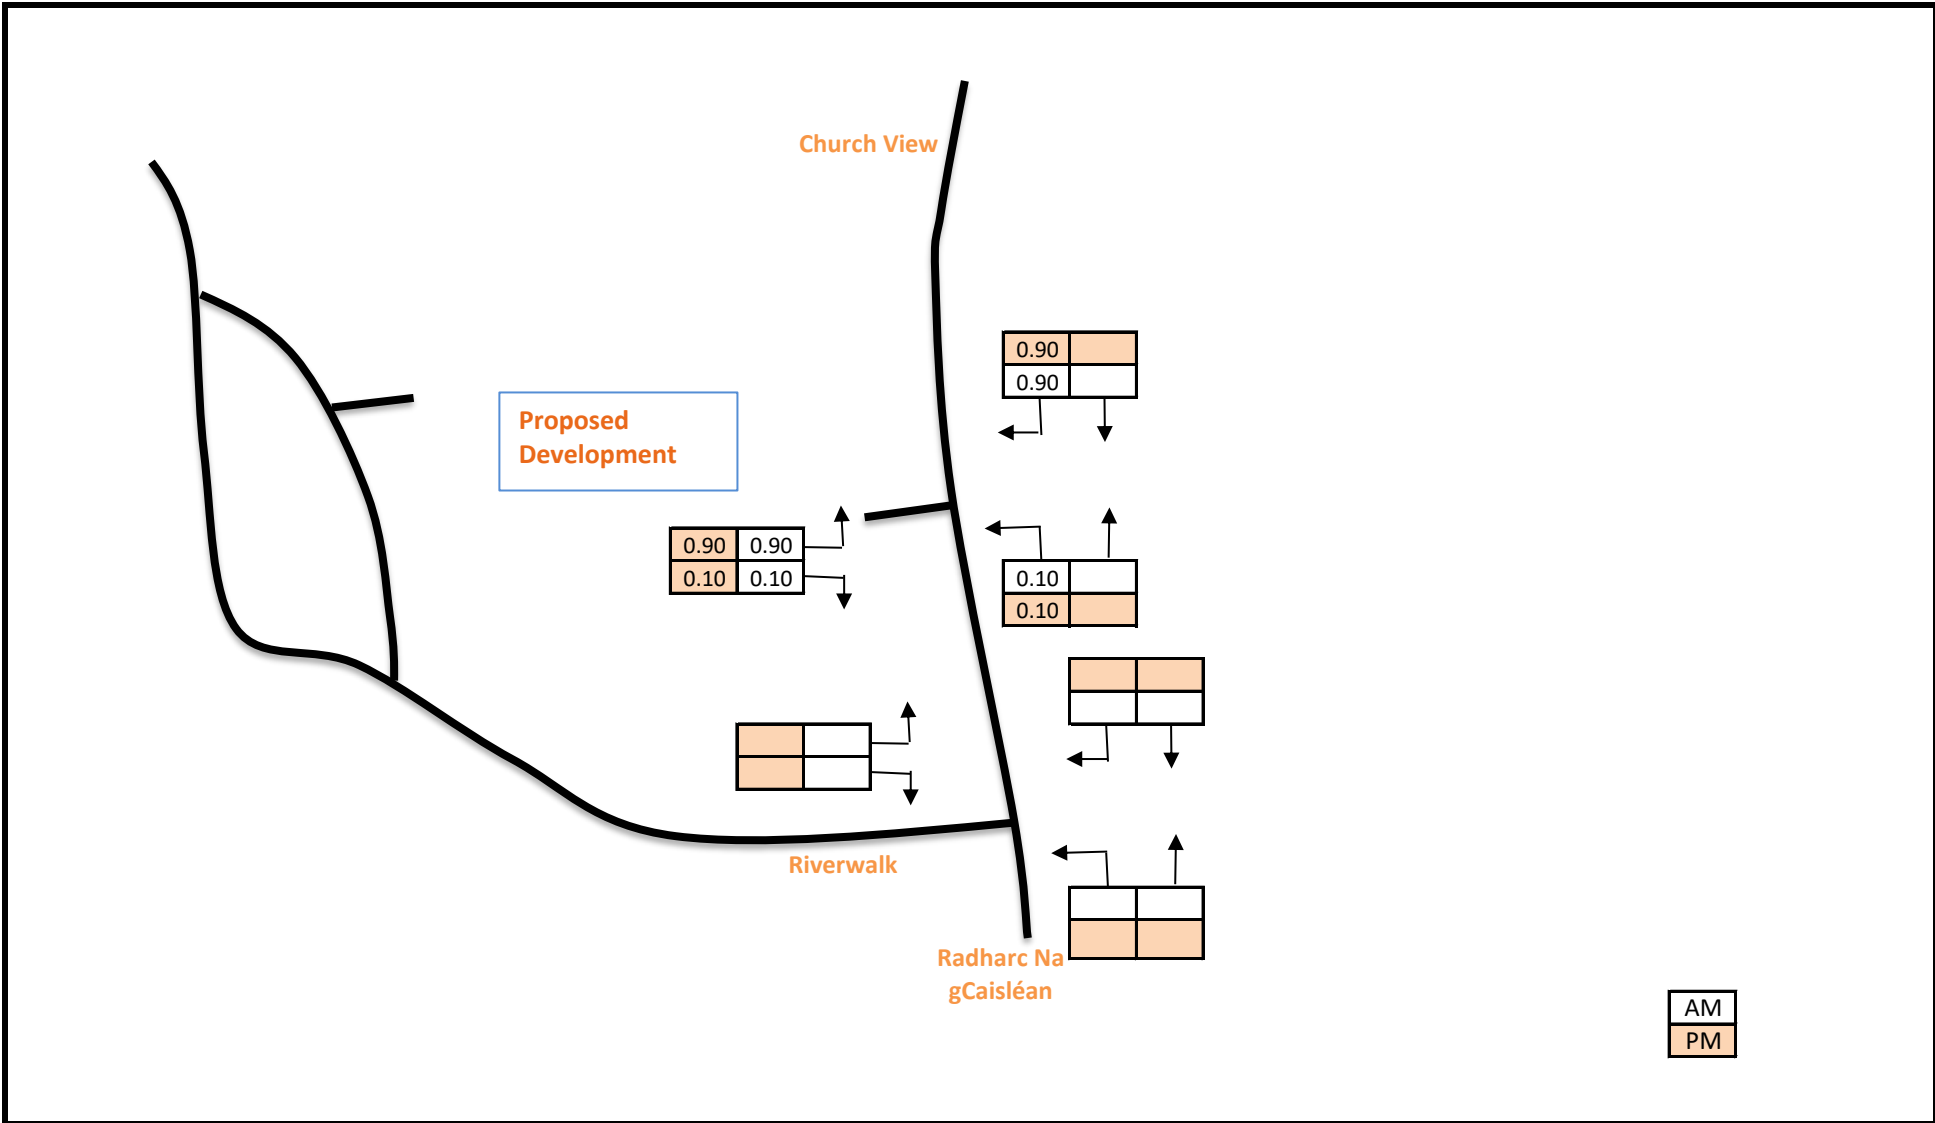 Church View
0.90
0.90
Proposed
Development
0.90 0.90
0.10 0.10
0.10
0.10
Riverwalk
Radharc Na
gCaisléan
AM
PM